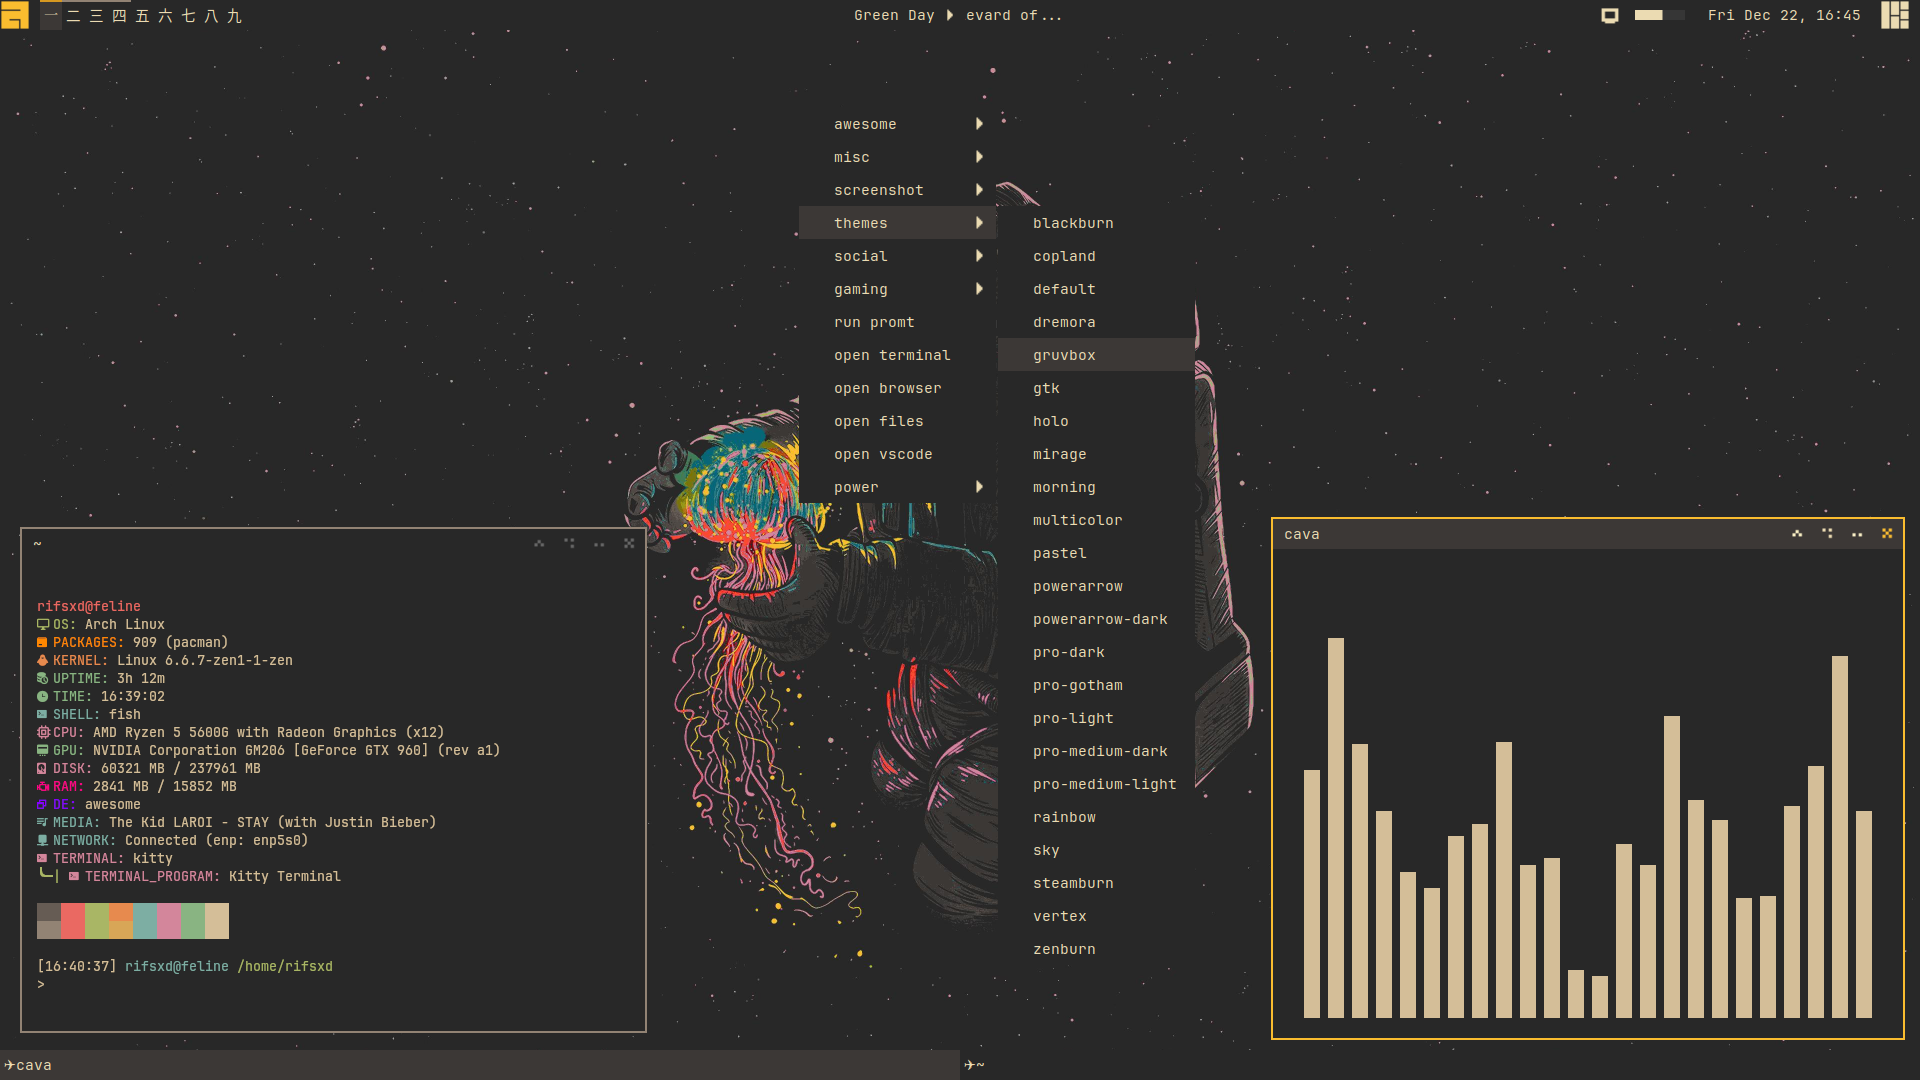 一 二 三 四 五 六 七 八 九
Green Day evard of...
Fri Dec 22, 16:45
awesome
misc
screenshot
themes
social
gaming
run promt
open terminal
open browser
open files
open vscode
power
blackburn
copland
default
dremora
gruvbox
gtk
holo
mirage
morning
multicolor
pastel
powerarrow
powerarrow-dark
pro-dark
pro-gotham
pro-light
pro-medium-dark
pro-medium-light
rainbow
sky
steamburn
vertex
zenburn
~
rifsxd@feline
OS: Arch Linux
PACKAGES: 909 (pacman)
KERNEL: Linux 6.6.7-zen1-1-zen
UPTIME: 3h 12m
TIME: 16:39:02
SHELL: fish
CPU: AMD Ryzen 5 5600G with Radeon Graphics (x12)
GPU: NVIDIA Corporation GM206 [GeForce GTX 960] (rev a1)
DISK: 60321 MB / 237961 MB
RAM: 2841 MB / 15852 MB
DE: awesome
MEDIA: The Kid LAROI - STAY (with Justin Bieber)
NETWORK: Connected (enp: enp5s0)
TERMINAL: kitty
TERMINAL_PROGRAM: Kitty Terminal
[16:40:37] rifsxd@feline /home/rifsxd
>
cava
✈cava
✈~